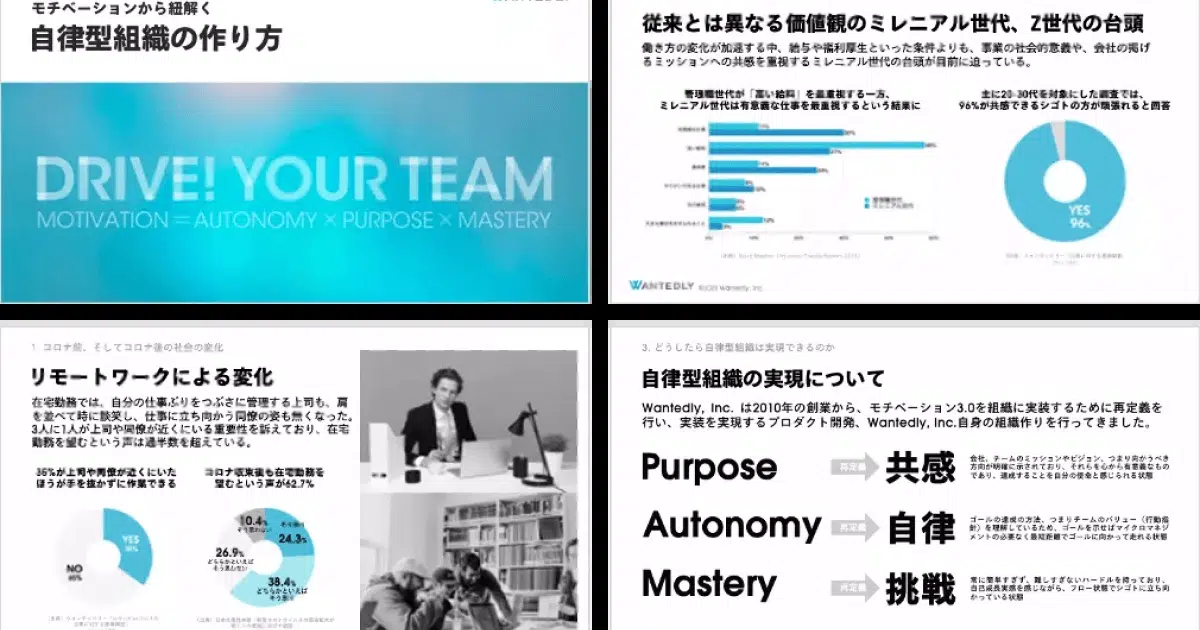 モチベーションから紐解く
自律型組織の作り方
DRIVE! YOUR TEAM
MOTIVATION = AUTONOMY × PURPOSE × MASTERY
従来とは異なる価値観のミレニアル世代、Z世代の台頭
働き方の変化が加速する中、給与や福利厚生といった条件よりも、事業の社会的意義や、会社の掲げ
るミッションへの共感を重視するミレニアル世代の台頭が目前に迫っている。
管理職世代が「高い給料」を最重視する一方、
ミレニアル世代は有意義な仕事を最重視するという結果に
主に20-30代を対象にした調査では、
96%が共感できるシゴトの方が頑張れると回答
YES
96%
WANTEDLY
1. コロナ前、そしてコロナ後の社会の変化
リモートワークによる変化
在宅勤務では、自分の仕事ぶりをつぶさに管理する上司も、肩
を並べて時に談笑し、仕事に立ち向かう同僚の姿も無くなった。
3人に1人が上司や同僚が近くにいる重要性を訴えており、在宅
勤務を望むという声は過半数を超えている。
35%が上司や同僚が近くにいた
ほうが手を抜かずに作業できる
コロナ収束後も在宅勤務を
望むという声が62.7%
YES
NO
10.4%
そう思わない
24.3%
26.9%
どちらかといえば
そう思わない
38.4%
どちらかといえば
そう思う
3. どうしたら自律型組織は実現できるのか
自律型組織の実現について
Wantedly, Inc. は2010年の創業から、モチベーション3.0を組織に実装するために再定義を
行い、実装を実現するプロダクト開発、Wantedly, Inc.自身の組織作りを行ってきました。
Purpose 再定義 共感
会社、チームのミッションやビジョン、つまり向かうべき
方向が明確に示されており、それらを心から有意義なもの
であり、達成することを自分の使命と感じられる状態
Autonomy 再定義 自律
ゴールの達成の方法、つまりチームのバリュー（行動指
針）を理解しているため、ゴールを示せばマイクロマネジ
メントの必要なく最短距離でゴールに向かって走れる状態
Mastery 再定義 挑戦
常に簡単すぎず、難しすぎないハードルを持っており、
自己成長実感を感じながら、フロー状態でシゴトに立ち向
かっている状態